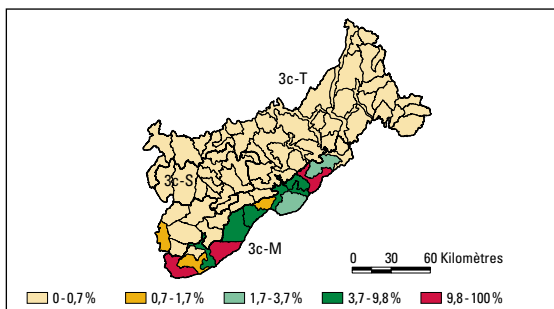 3c-T
3c-S
3c-M
0 30 60 Kilomètres
0 - 0,7 % 0,7 - 1,7 % 1,7 - 3,7 % 3,7 - 9,8 % 9,8 - 100 %